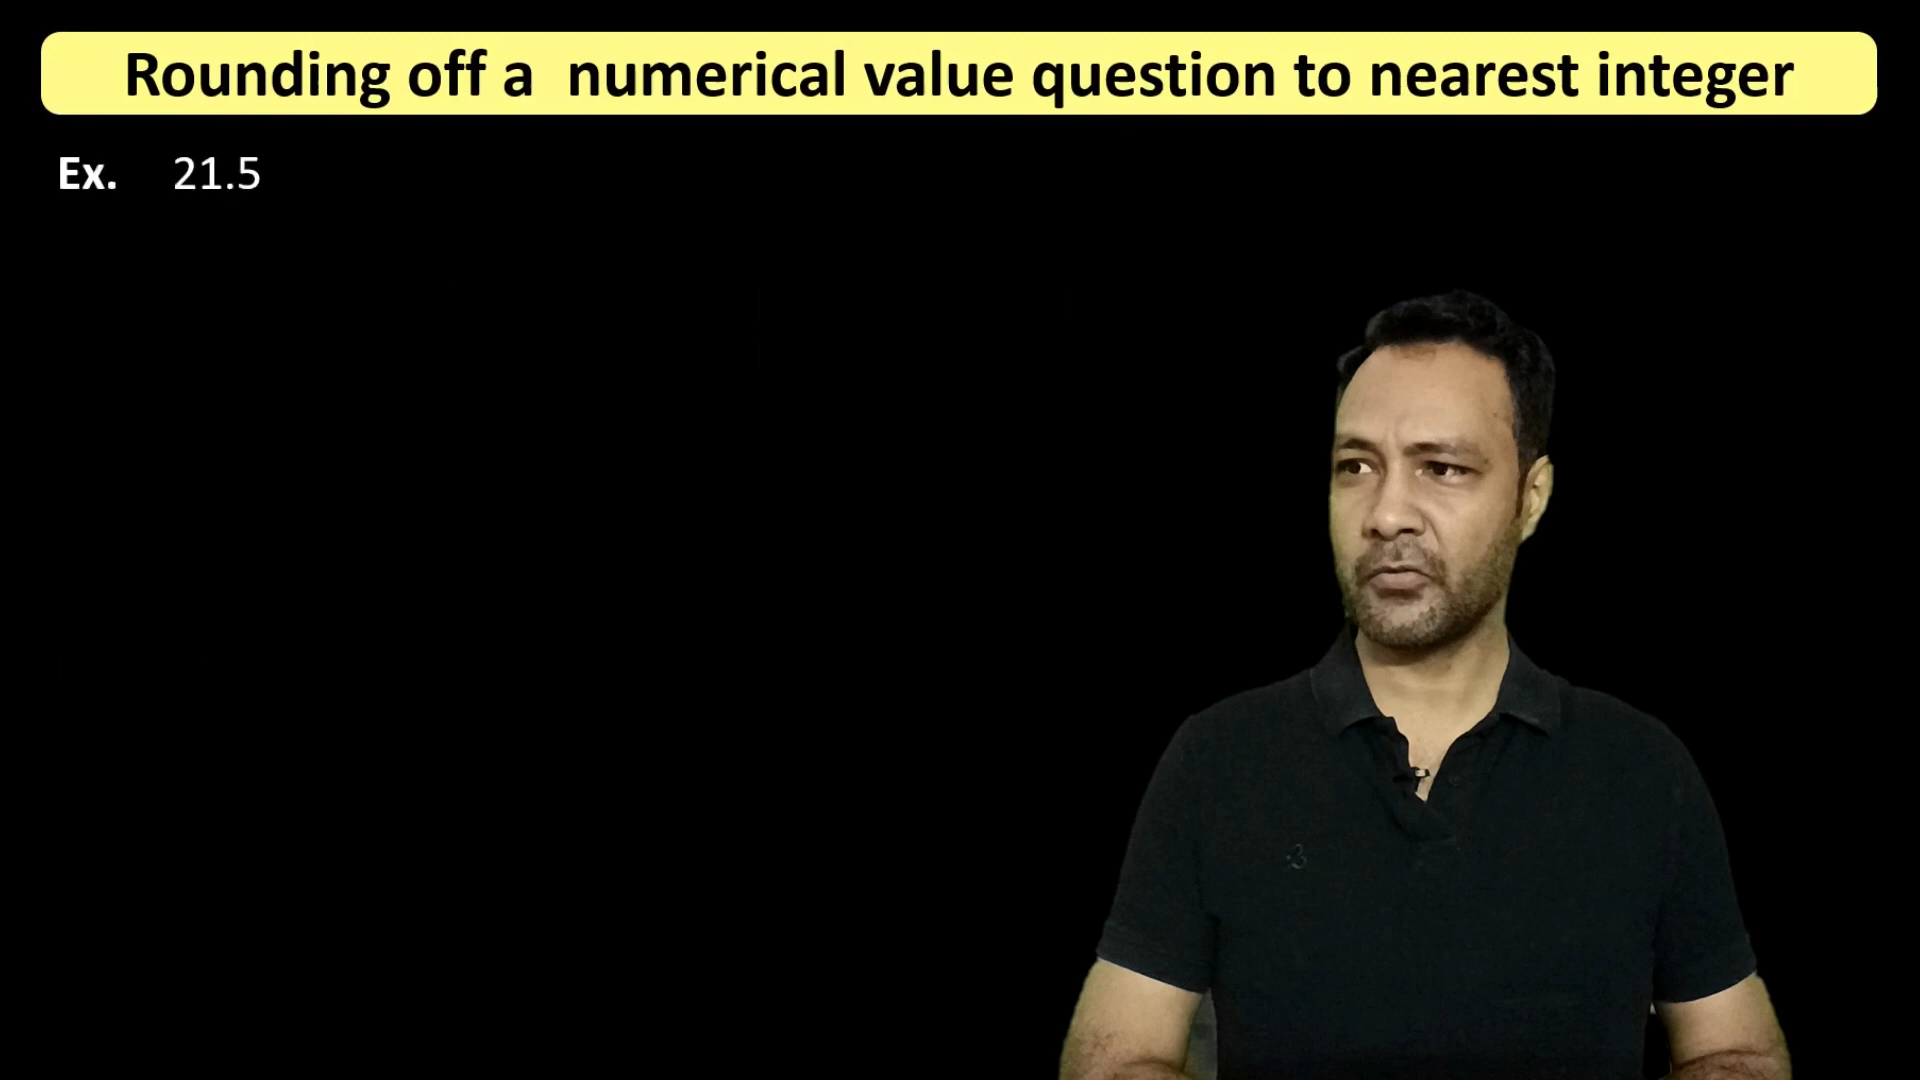 Rounding off a  numerical value question to nearest integer
Ex. 21.5